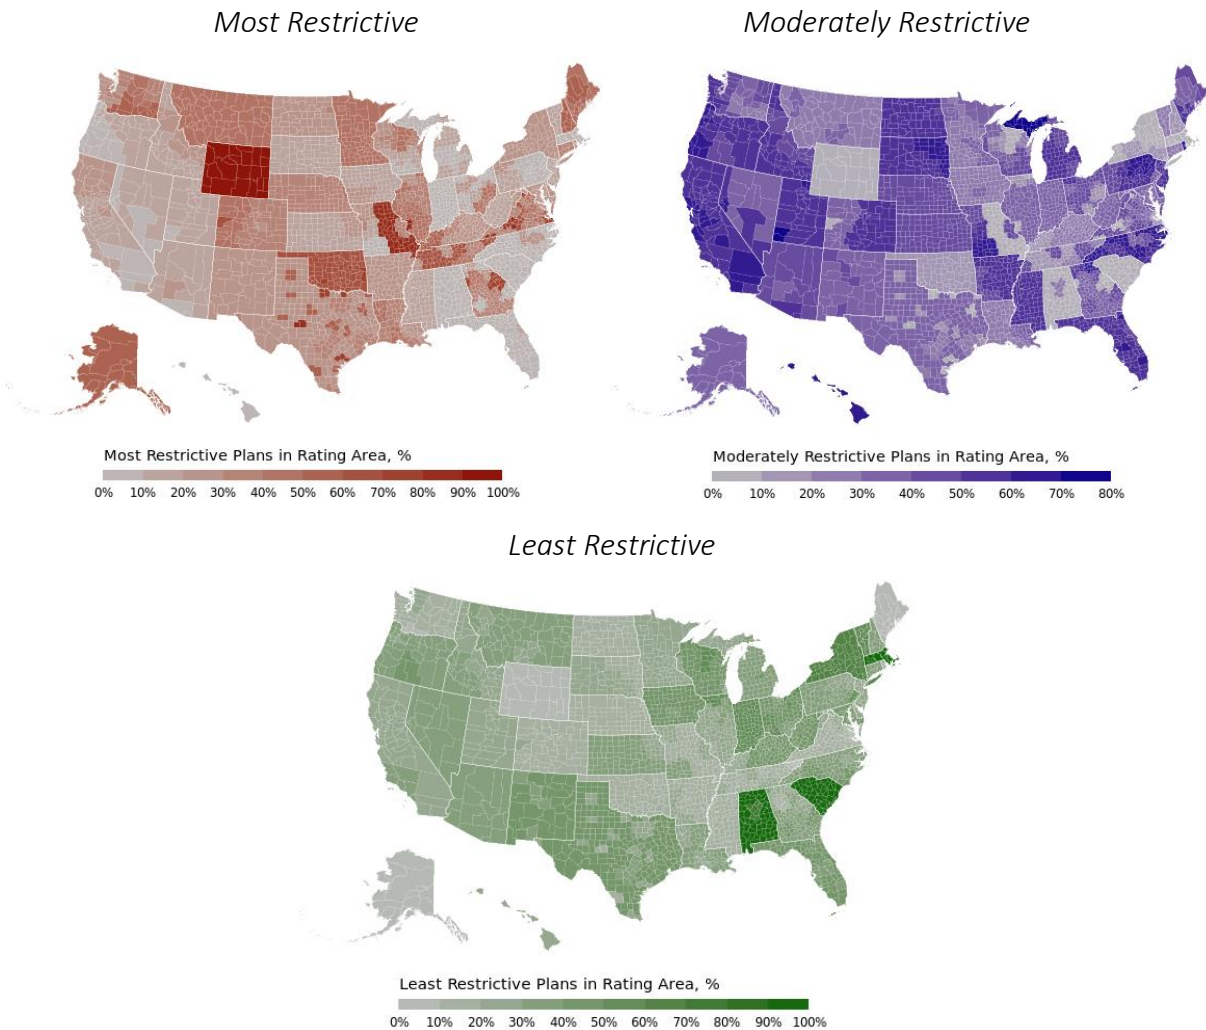 Most Restrictive
Moderately Restrictive
Most Restrictive Plans in Rating Area, %
0% 10% 20% 30% 40% 50% 60% 70% 80% 90% 100%
Moderately Restrictive Plans in Rating Area, %
0% 10% 20% 30% 40% 50% 60% 70% 80%
Least Restrictive
Least Restrictive Plans in Rating Area, %
0% 10% 20% 30% 40% 50% 60% 70% 80% 90% 100%